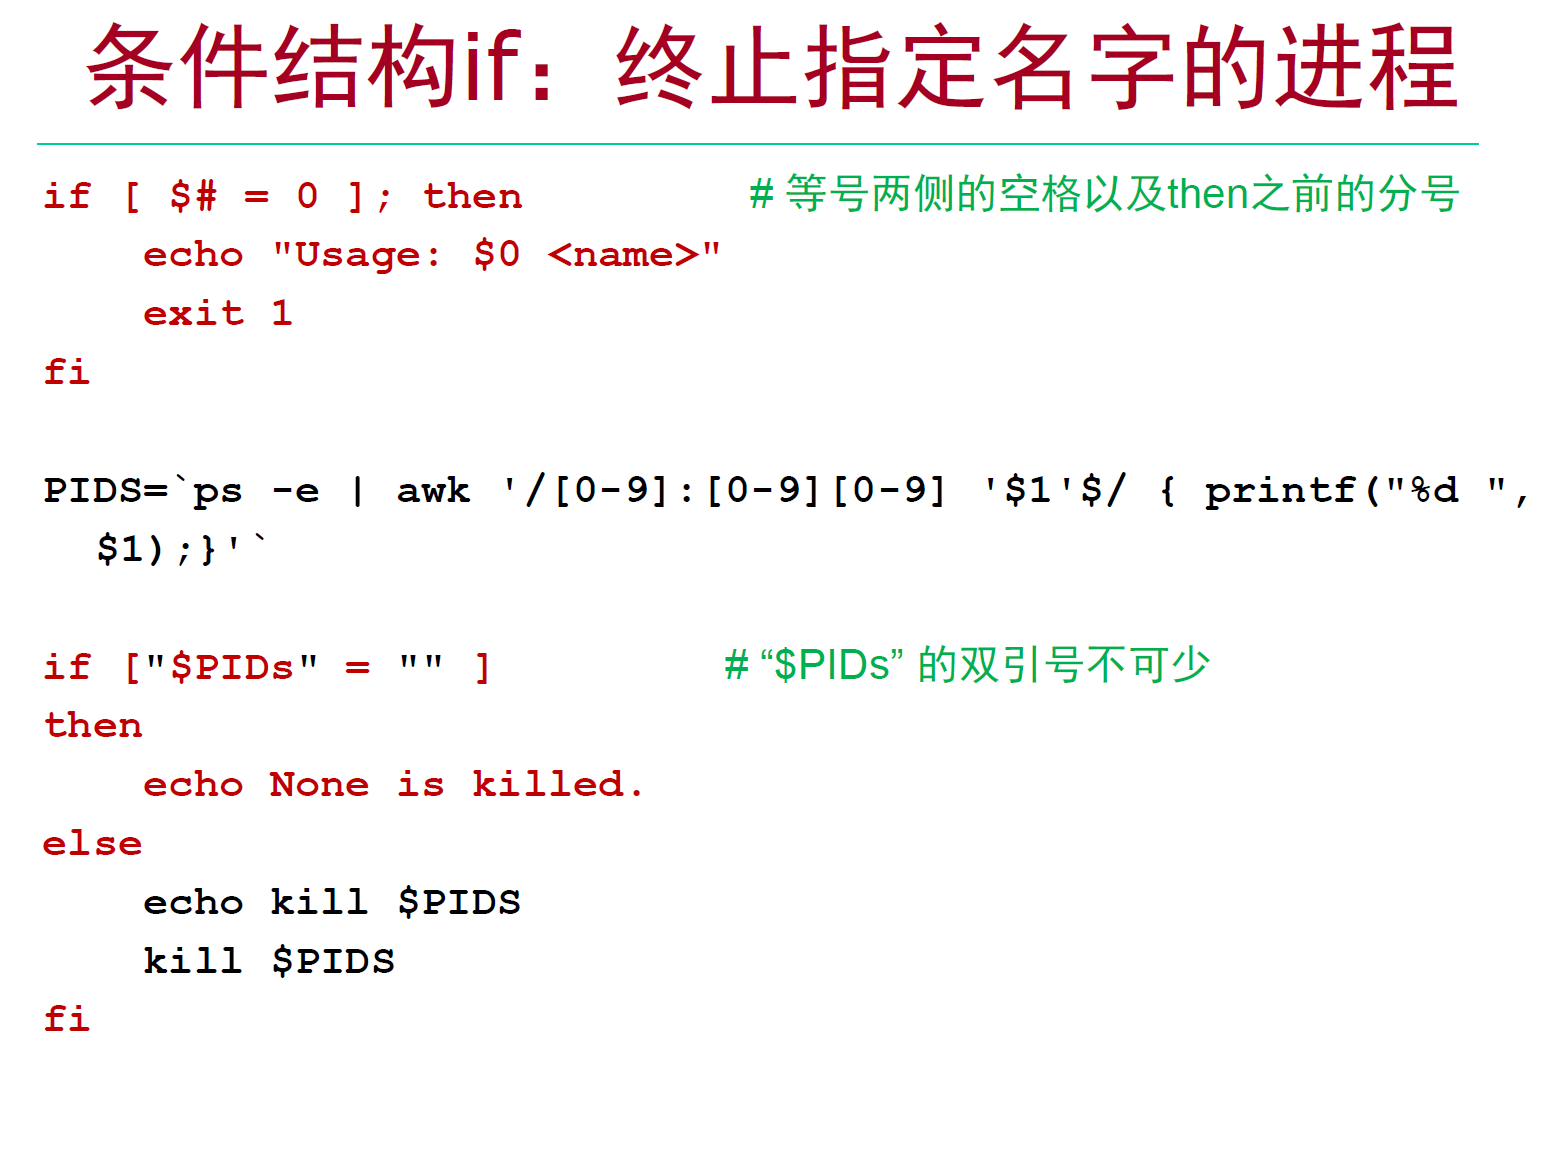 条件结构if：终止指定名字的进程
if [ $# = 0 ]; then # 等号两侧的空格以及then之前的分号
echo "Usage: $0 <name>"
exit 1
fi
PIDS=`ps -e | awk '/[0-9]:[0-9][0-9] '$1'$/ { printf("%d ",
$1);}'`
if ["$PIDs" = "" ] # “$PIDs” 的双引号不可少
then
echo None is killed.
else
echo kill $PIDS
kill $PIDS
fi